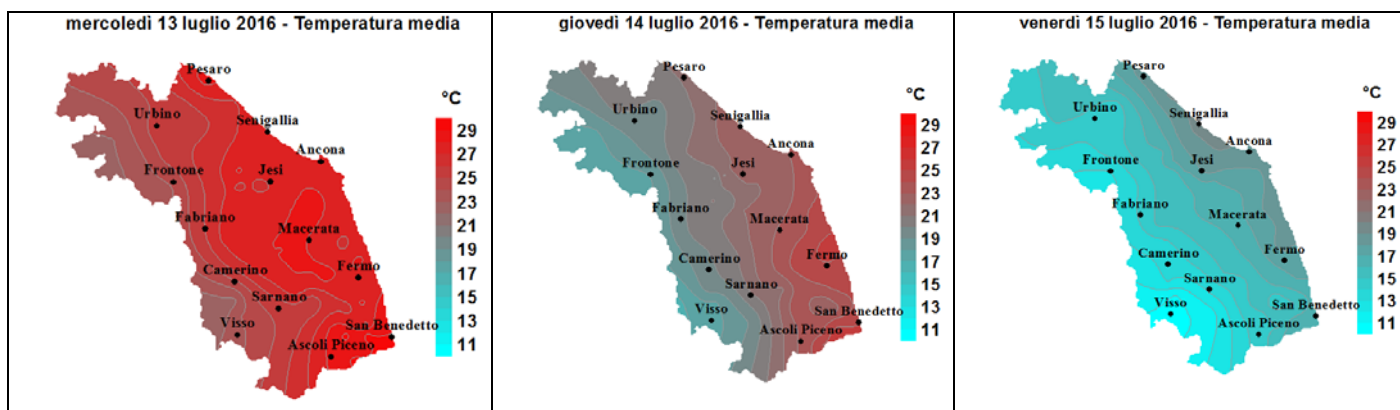 mercoledì 13 luglio 2016 - Temperatura media
Pesaro
°C
Urbino
Senigallia
Ancona
Frontone
Jesi
Fabriano
Macerata
Camerino
Fermo
Sarnano
Visso
San Benedetto
Ascoli Piceno
29
27
25
23
21
19
17
15
13
11
giovedì 14 luglio 2016 - Temperatura media
Pesaro
°C
Urbino
Senigallia
Ancona
Frontone
Jesi
Fabriano
Macerata
Camerino
Fermo
Sarnano
Visso
San Benedetto
Ascoli Piceno
29
27
25
23
21
19
17
15
13
11
venerdì 15 luglio 2016 - Temperatura media
Pesaro
°C
Urbino
Senigallia
Ancona
Frontone
Jesi
Fabriano
Macerata
Camerino
Fermo
Sarnano
Visso
San Benedetto
Ascoli Piceno
29
27
25
23
21
19
17
15
13
11